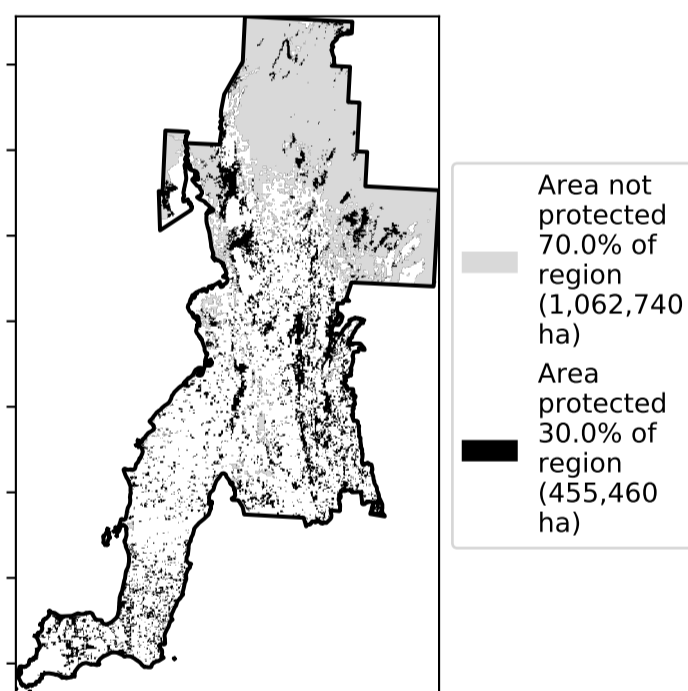 Area not
protected
70.0% of
region
(1,062,740
ha)
Area
protected
30.0% of
region
(455,460
ha)